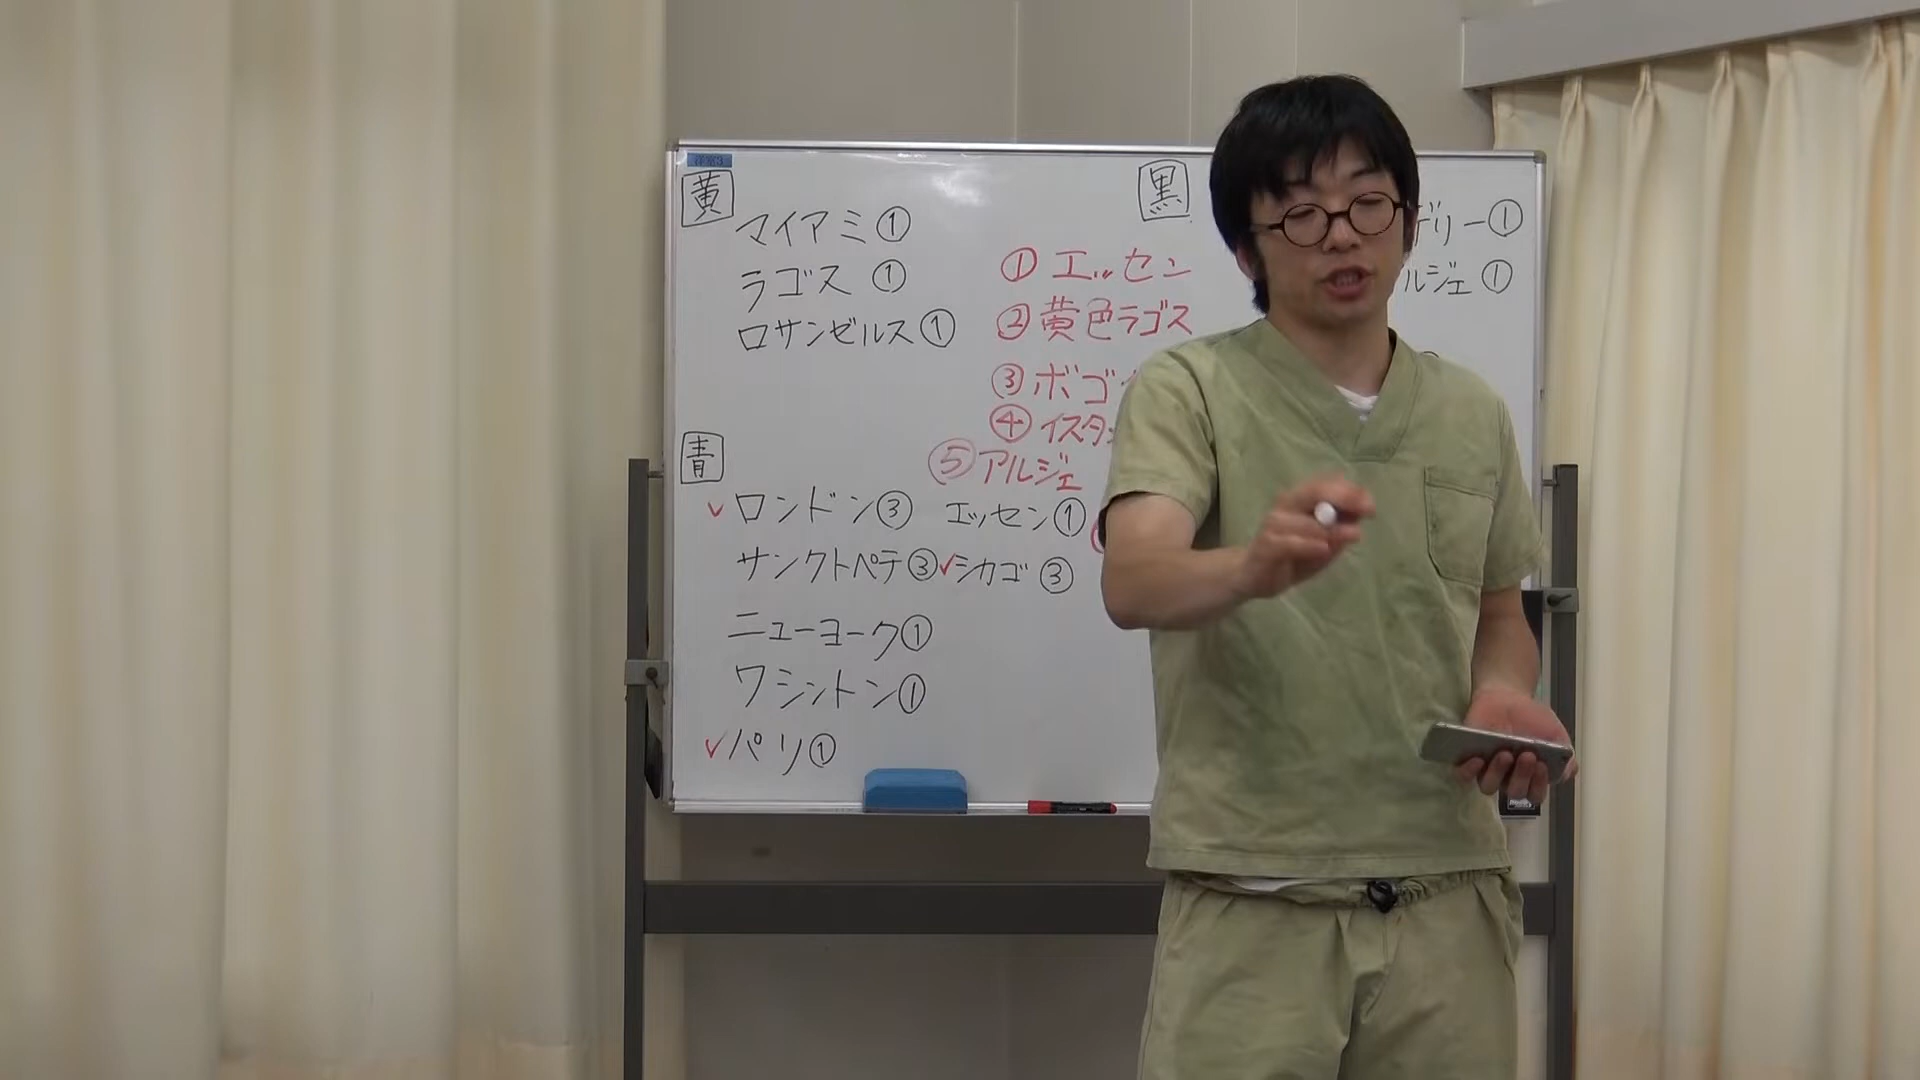 黄
マイアミ①
ラゴス①
ロサンゼルス①
黒
①エッセン
②黄色ラゴス
③ボゴ
④イスタ
⑤アルジェ
デリー①
ルジェ①
青
✓ロンドン③ エッセン①
サンクトペテ③ ✓シカゴ③
ニューヨーク①
ワシントン①
✓パリ①